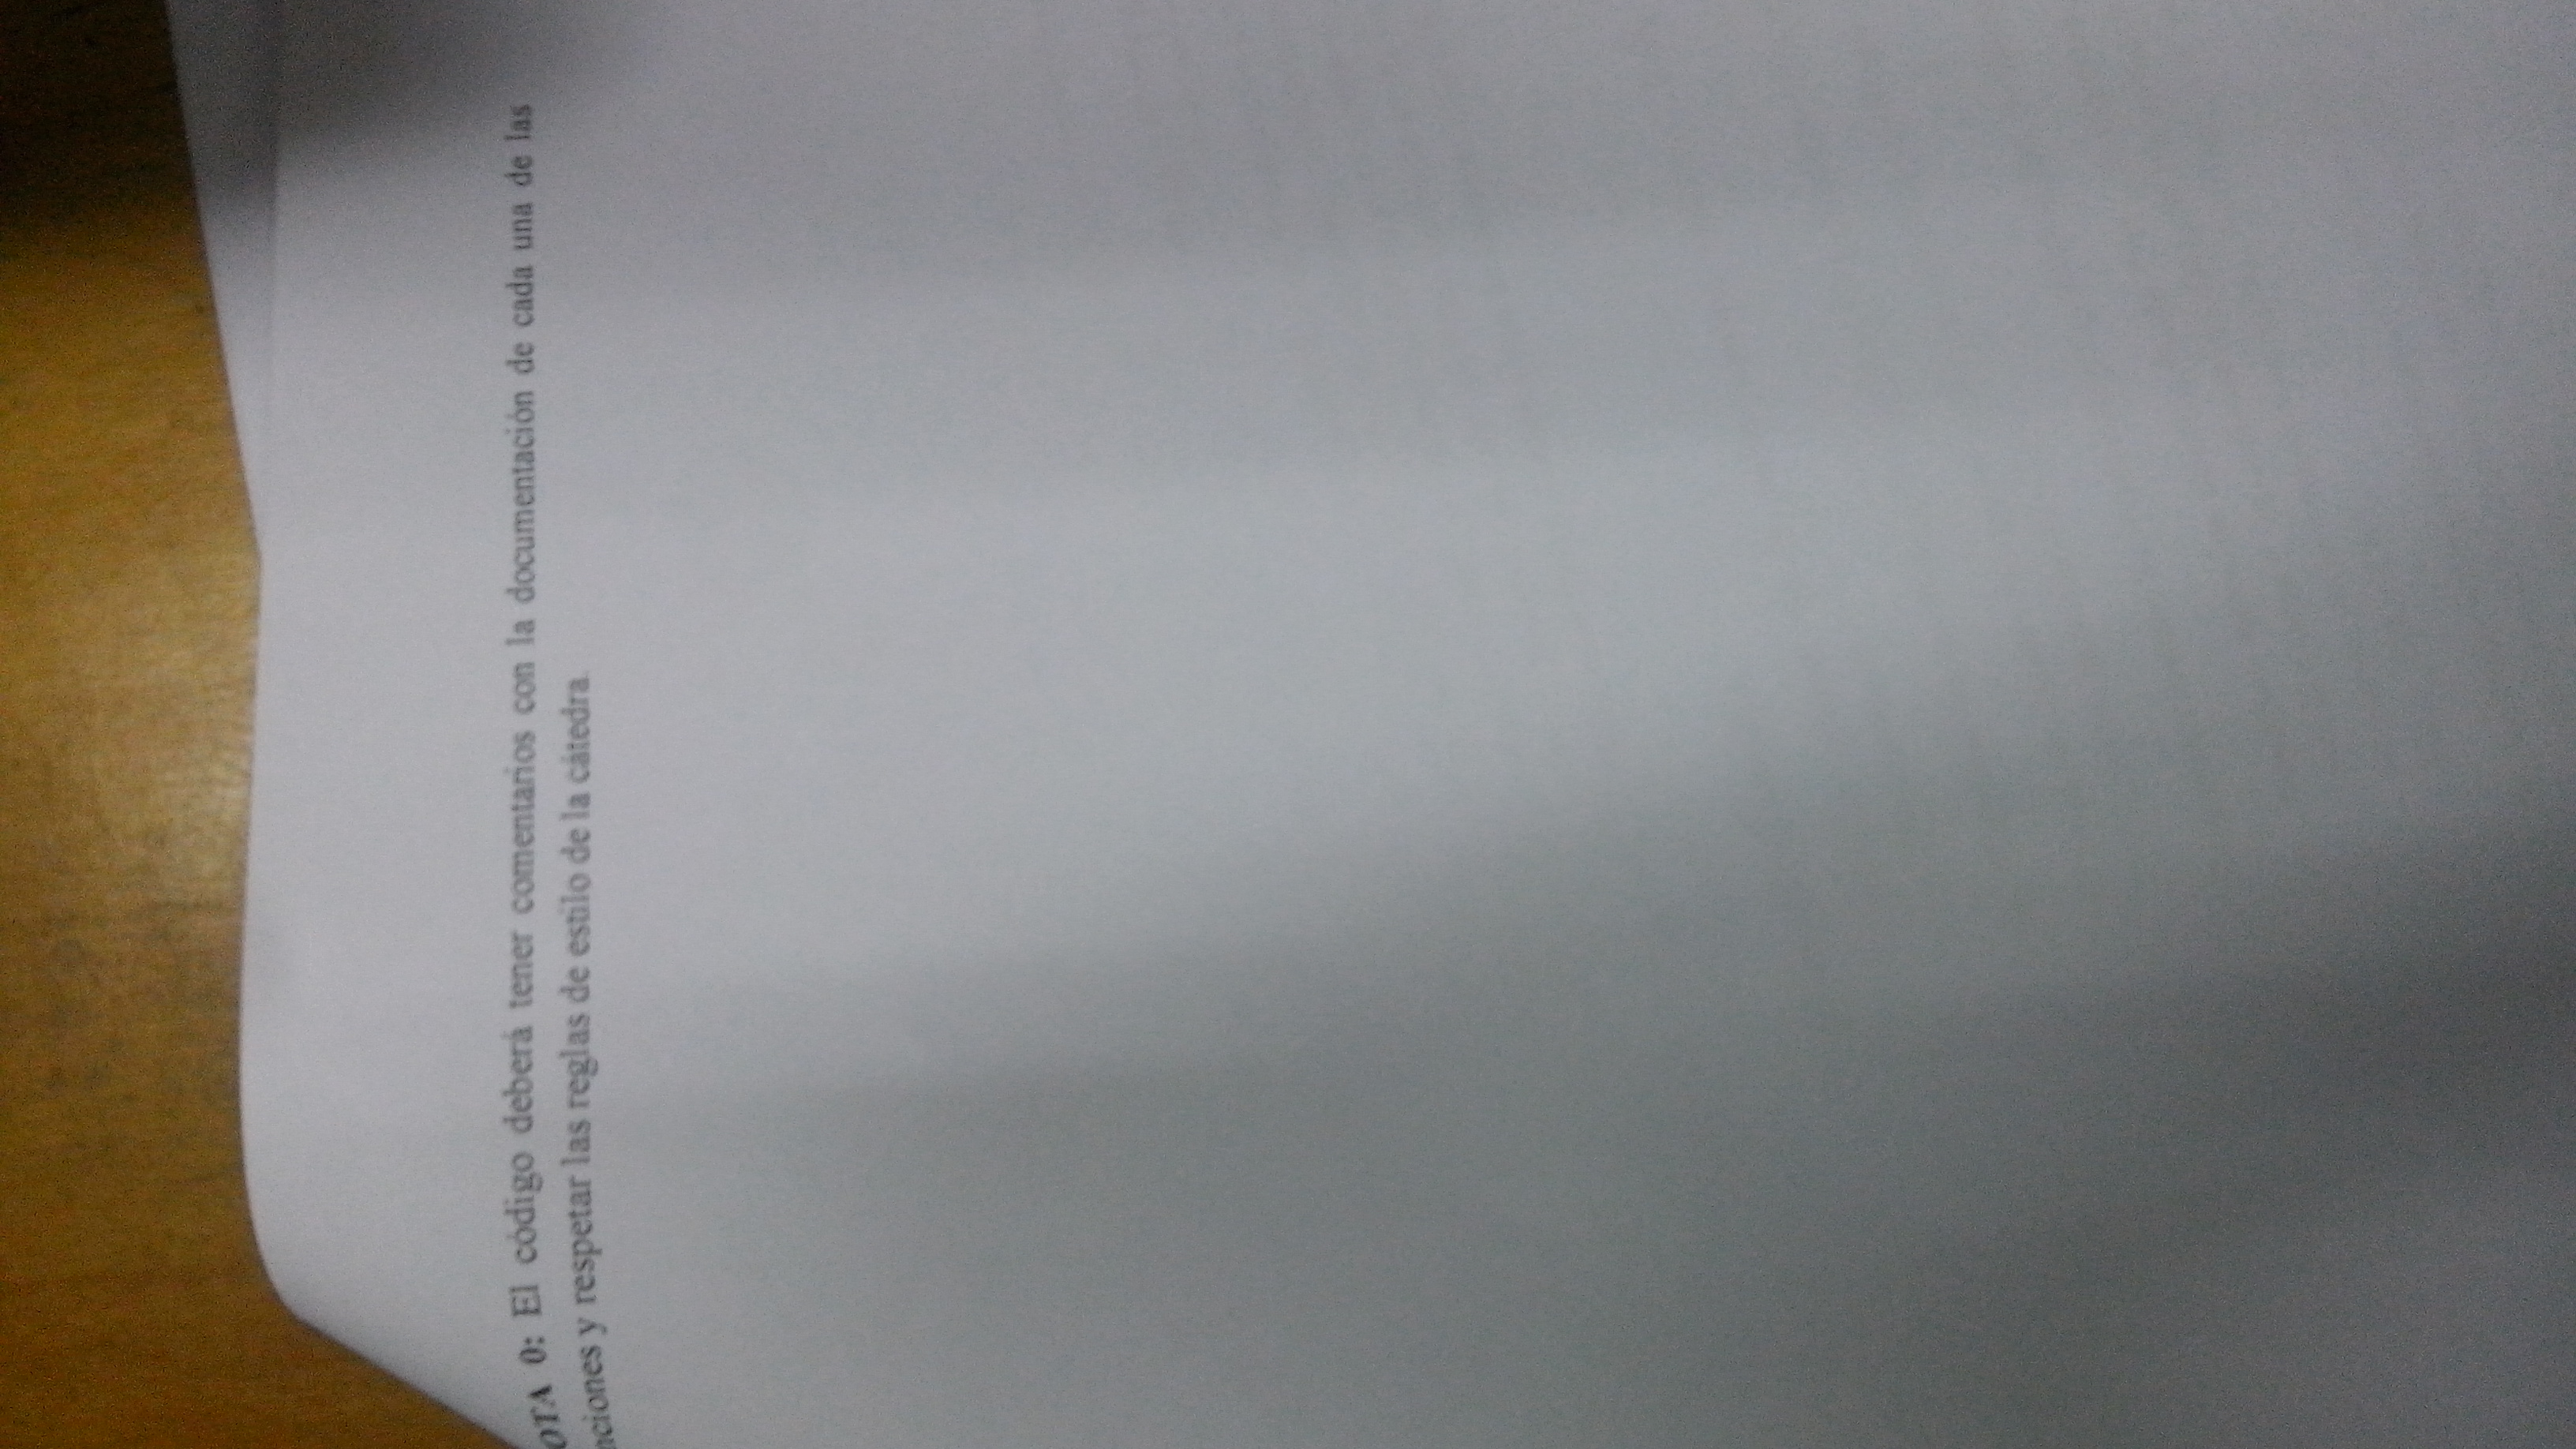 OTA 0: El código deberá tener comentarios con la documentación de cada una de las
nciones y respetar las reglas de estilo de la cátedra.